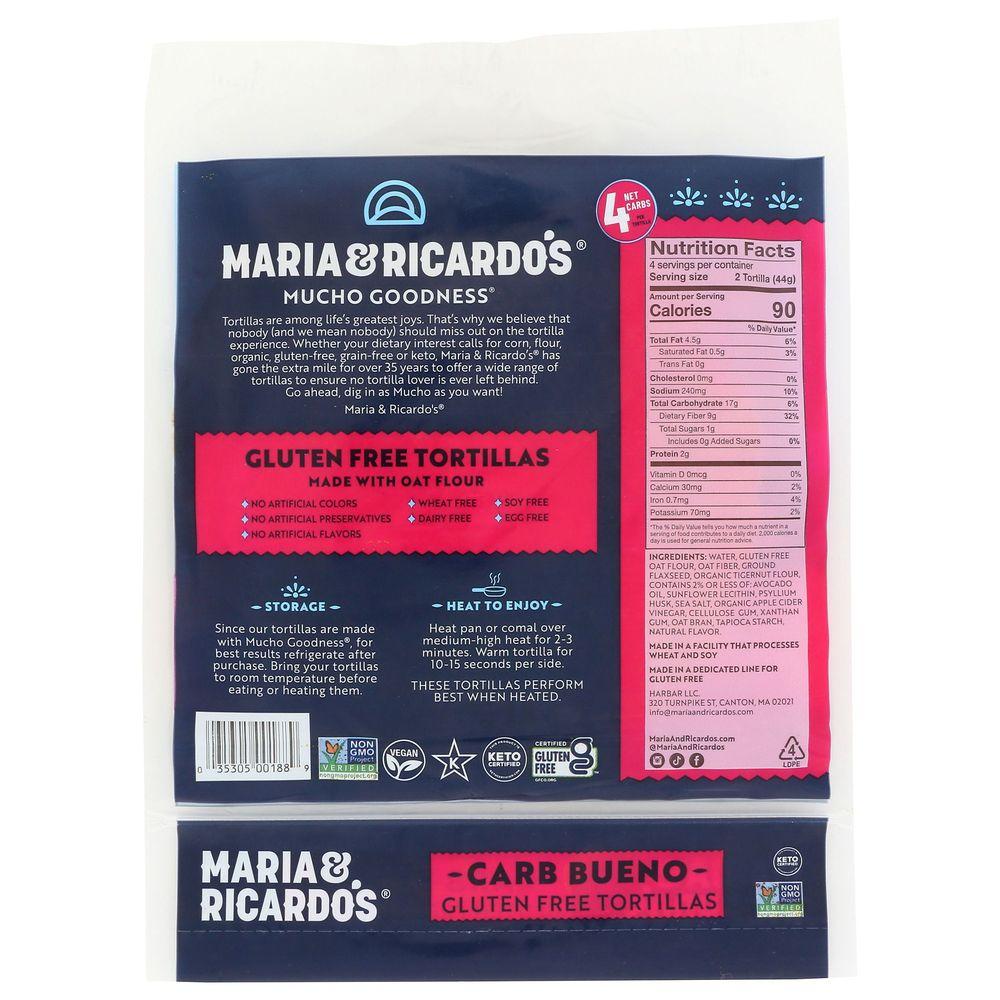 MARIA & RICARDO'S®
MUCHO GOODNESS®
Tortillas are among life's greatest joys. That's why we believe that
nobody (and we mean nobody) should miss out on the tortilla
experience. Whether your dietary interest calls for corn, flour,
organic, gluten-free, grain-free or keto, Maria & Ricardo's® has
gone the extra mile for over 35 years to offer a wide range of
tortillas to ensure no tortilla lover is ever left behind.
Go ahead, dig in as Mucho as you want!
Maria & Ricardo's®
GLUTEN FREE TORTILLAS
MADE WITH OAT FLOUR
NO ARTIFICIAL COLORS
NO ARTIFICIAL PRESERVATIVES
NO ARTIFICIAL FLAVORS
WHEAT FREE
DAIRY FREE
SOY FREE
EGG FREE
- STORAGE -
Since our tortillas are made
with Mucho Goodness®, for
best results refrigerate after
purchase. Bring your tortillas
to room temperature before
eating or heating them.
- HEAT TO ENJOY -
Heat pan or comal over
medium-high heat for 2-3
minutes. Warm tortilla for
10-15 seconds per side.
THESE TORTILLAS PERFORM
BEST WHEN HEATED.
0 35305 00188 9
NON
GMO
Project
VERIFIED
nongmoproject.org
VEGAN
K
KETO
CERTIFIED
CERTIFIED
GLUTEN
FREE
GFCO.ORG
4 NET
CARBS
PER
TORTILLA
Nutrition Facts
4 servings per container
Serving size 2 Tortilla (44g)
Amount per Serving
Calories 90
% Daily Value*
Total Fat 4.5g 6%
Saturated Fat 0.5g 3%
Trans Fat 0g
Cholesterol 0mg 0%
Sodium 240mg 10%
Total Carbohydrate 17g 6%
Dietary Fiber 9g 32%
Total Sugars 1g
Includes 0g Added Sugars 0%
Protein 2g
Vitamin D 0mcg 0%
Calcium 30mg 2%
Iron 0.7mg 4%
Potassium 70mg 2%
*The % Daily Value tells you how much a nutrient in a
serving of food contributes to a daily diet. 2,000 calories a
day is used for general nutrition advice.
INGREDIENTS: WATER, GLUTEN FREE
OAT FLOUR, OAT FIBER, GROUND
FLAXSEED, ORGANIC TIGERNUT FLOUR,
CONTAINS 2% OR LESS OF: AVOCADO
OIL, SUNFLOWER LECITHIN, PSYLLIUM
HUSK, SEA SALT, ORGANIC APPLE CIDER
VINEGAR, CELLULOSE GUM, XANTHAN
GUM, OAT BRAN, TAPIOCA STARCH,
NATURAL FLAVOR.
MADE IN A FACILITY THAT PROCESSES
WHEAT AND SOY
MADE IN A DEDICATED LINE FOR
GLUTEN FREE
HARBAR LLC.
320 TURNPIKE ST, CANTON, MA 02021
info@mariaandricardos.com
MariaAndRicardos.com
@MariaAndRicardos
4
LDPE
MARIA &
RICARDO'S®
- CARB BUENO -
GLUTEN FREE TORTILLAS
KETO
CERTIFIED
NON
GMO
Project
VERIFIED
nongmoproject.org